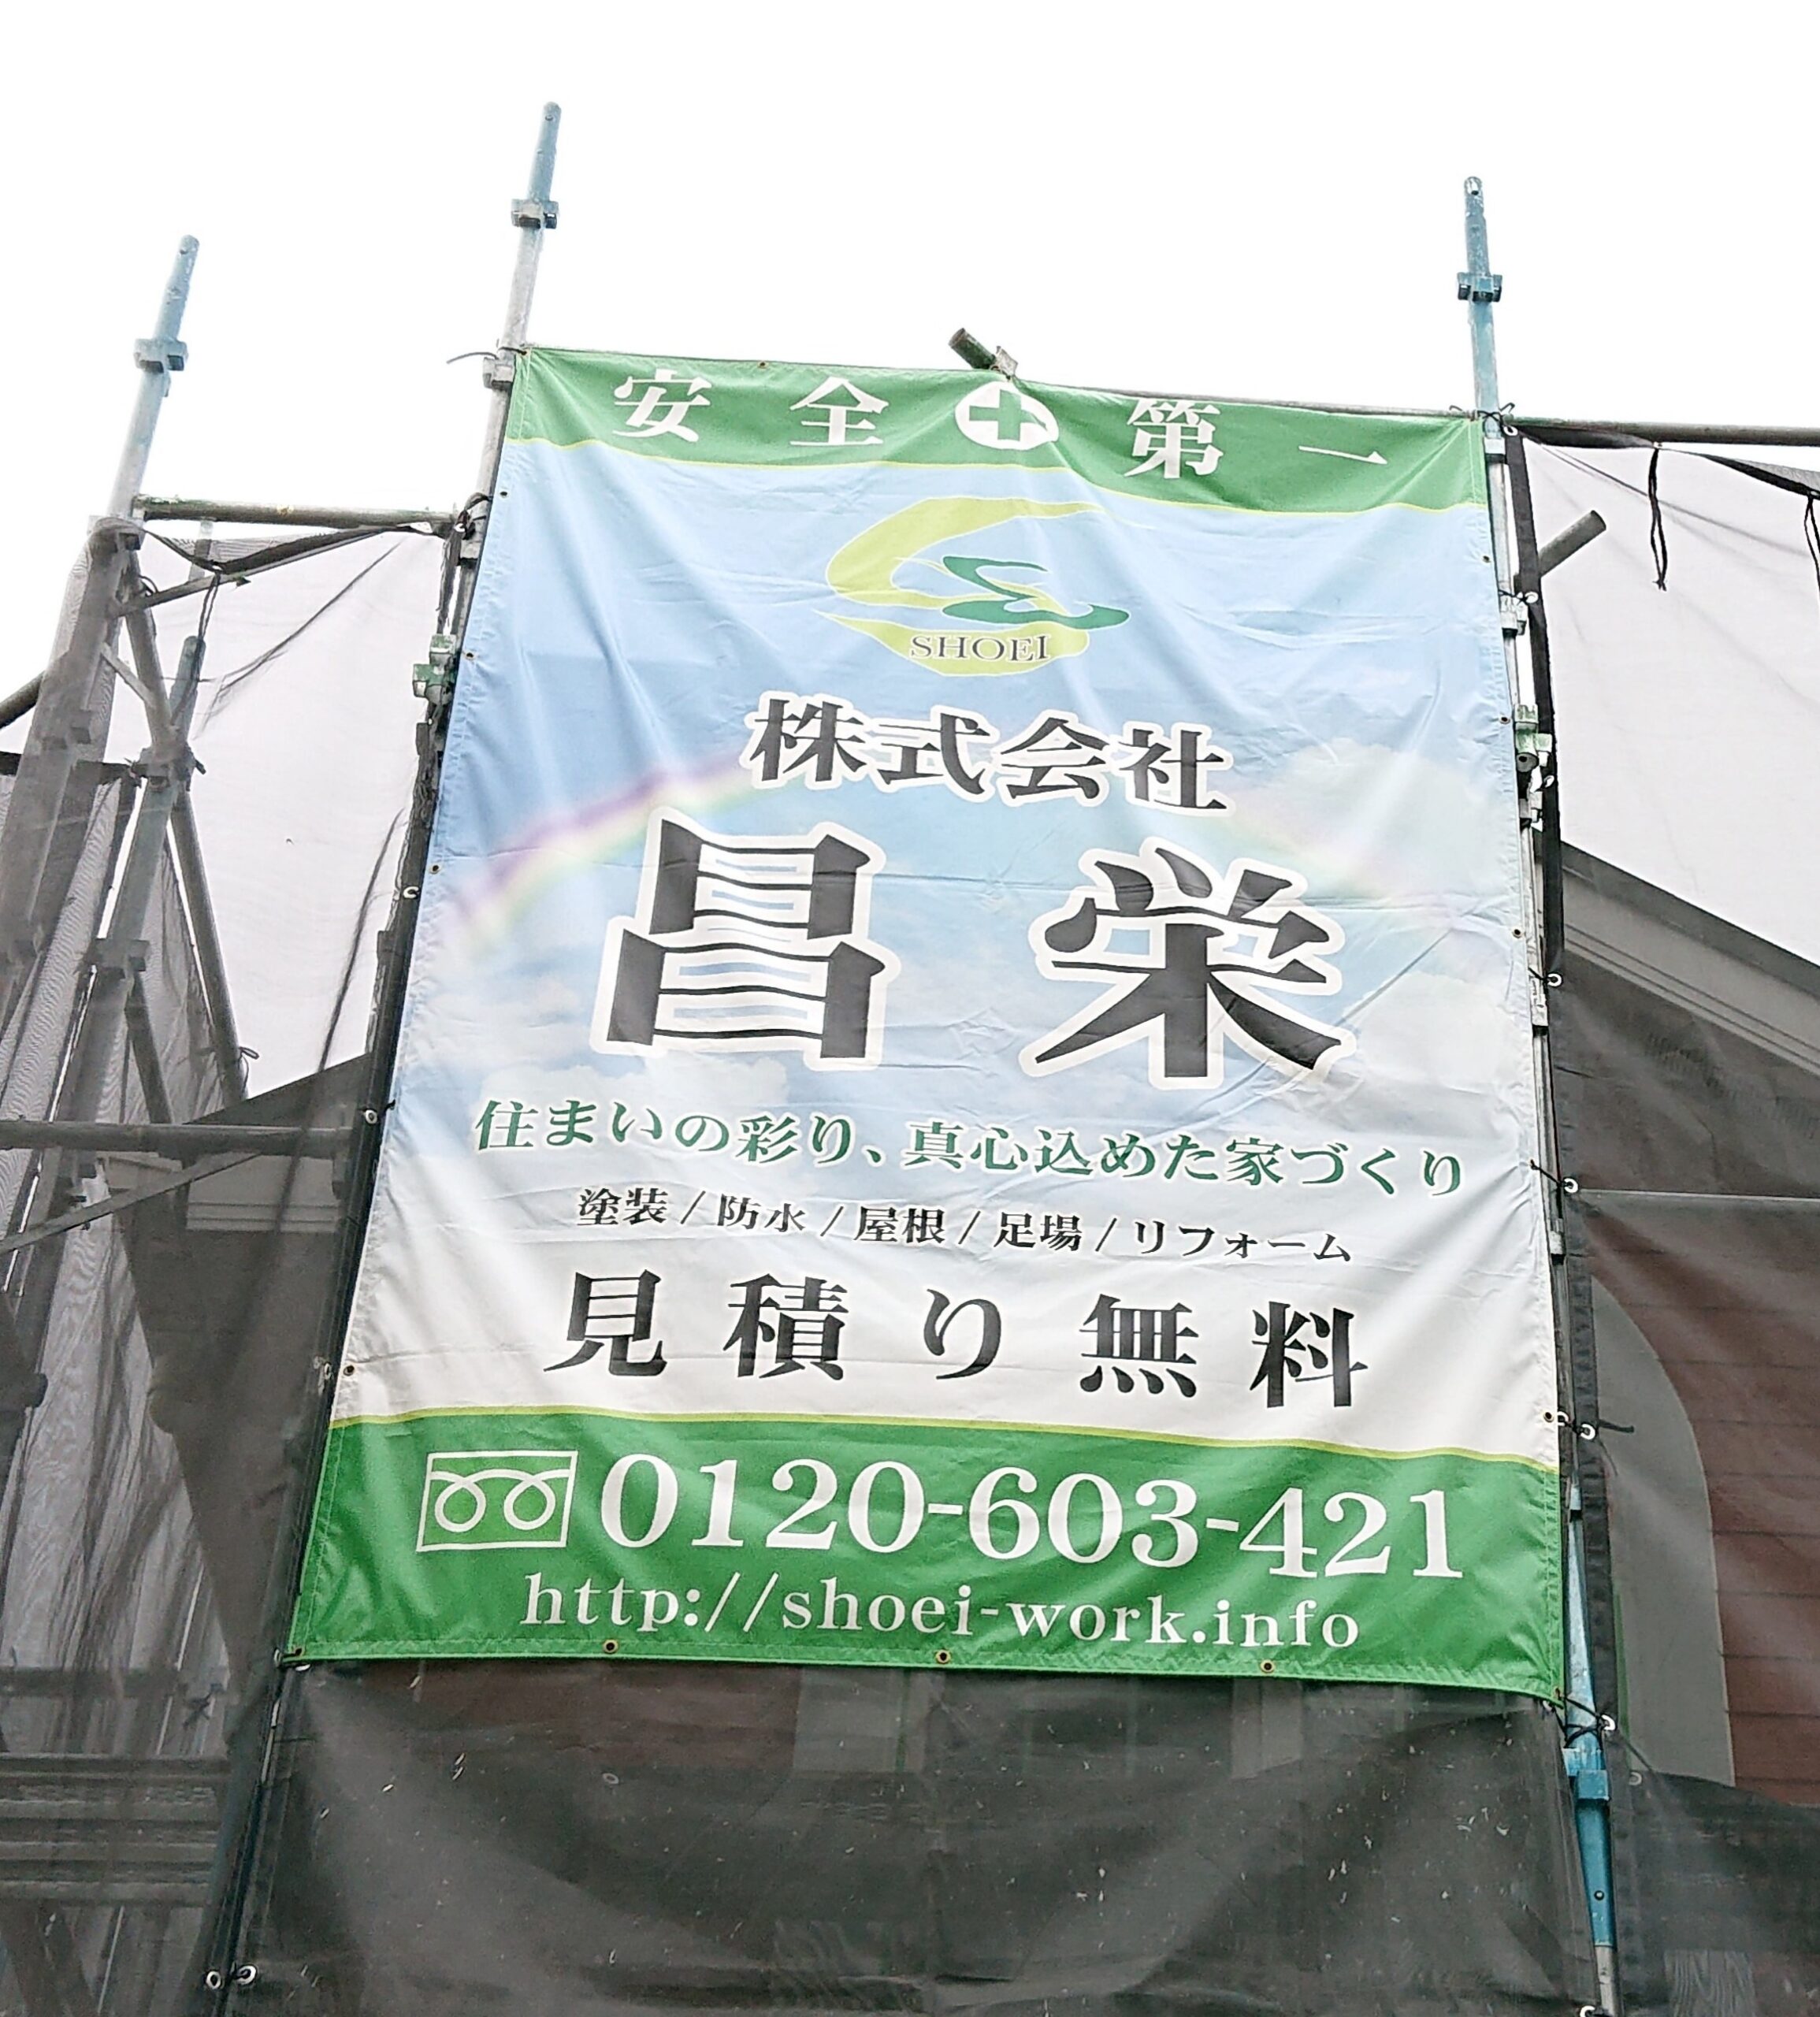 安全第一
SHOEI
株式会社
昌栄
住まいの彩り、真心込めた家づくり
塗装/防水/屋根/足場/リフォーム
見積り無料
0120-603-421
http://shoei-work.info